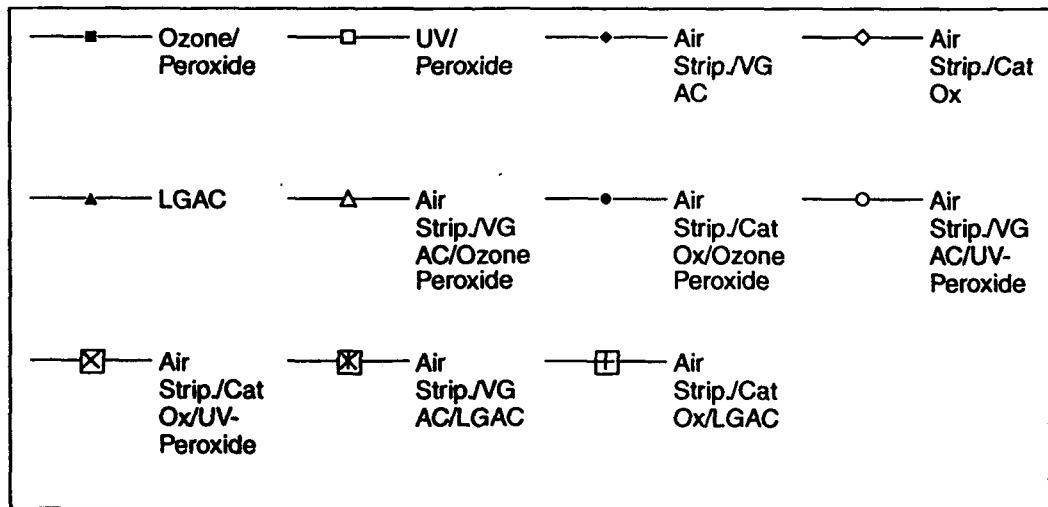 Ozone/
Peroxide
UV/
Peroxide
Air
Strip./VG
AC
Air
Strip./Cat
Ox
LGAC
Air
Strip./VG
AC/Ozone
Peroxide
Air
Strip./Cat
Ox/Ozone
Peroxide
Air
Strip./VG
AC/UV-
Peroxide
Air
Strip./Cat
Ox/UV-
Peroxide
Air
Strip./VG
AC/LGAC
Air
Strip./Cat
Ox/LGAC